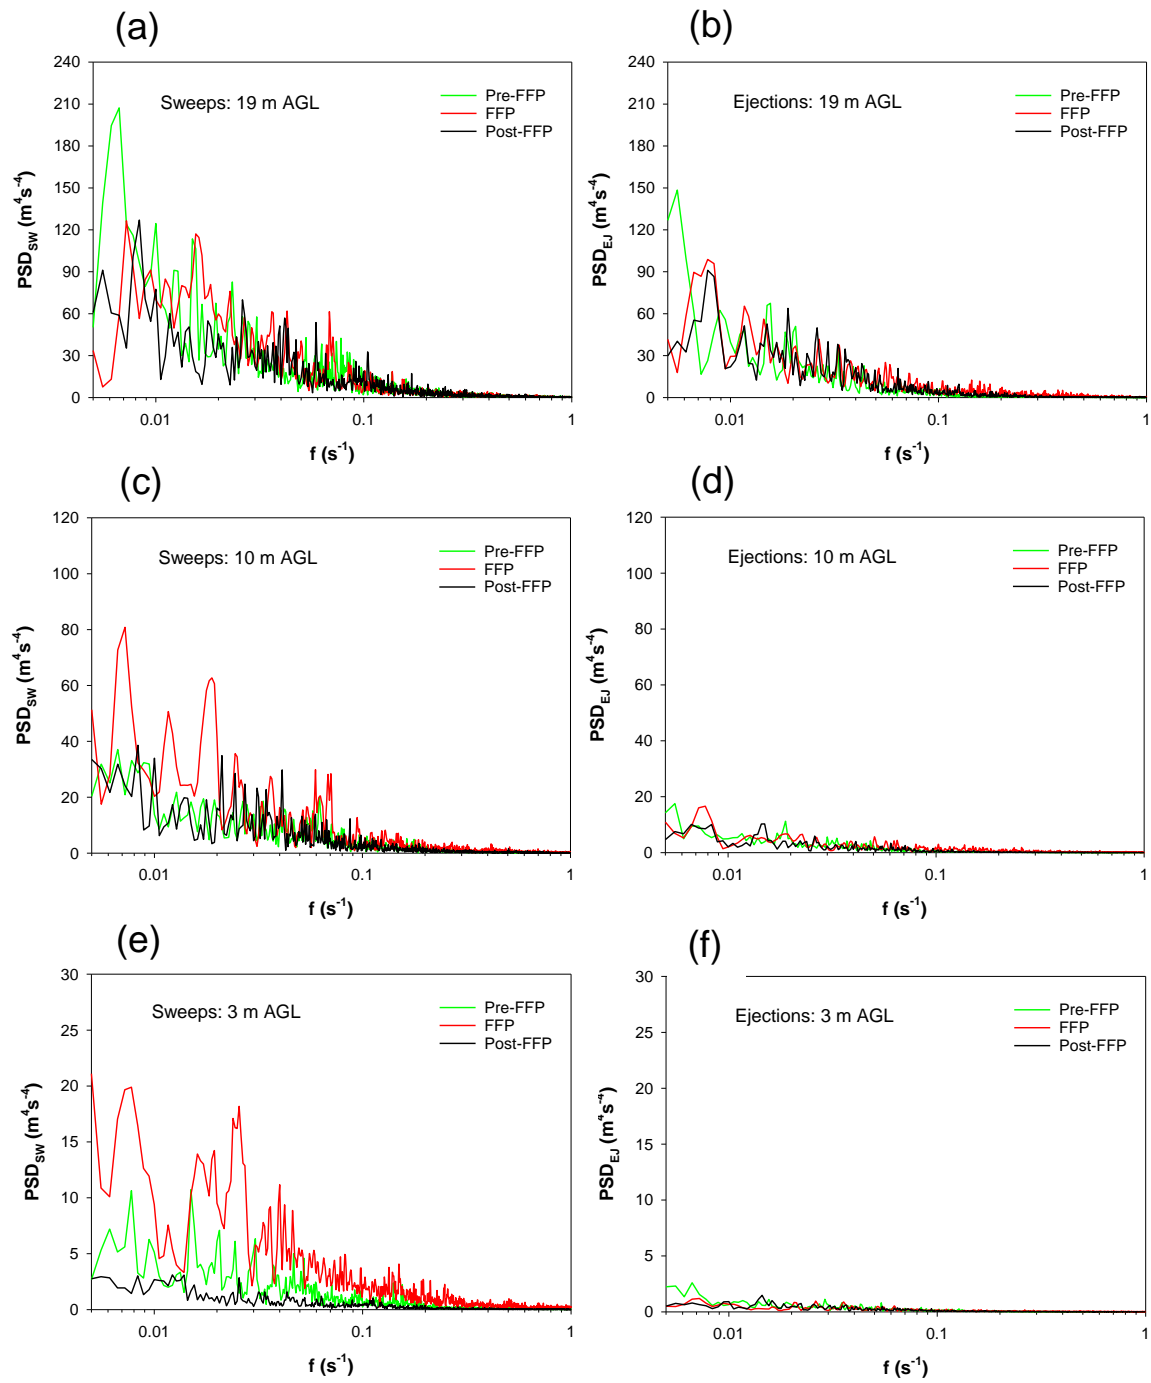 (a)
Sweeps: 19 m AGL
Pre-FFP
FFP
Post-FFP
PSD_SW (m⁴s⁻⁴)
240
210
180
150
120
90
60
30
0
0.01
0.1
1
f (s⁻¹)
(b)
Ejections: 19 m AGL
Pre-FFP
FFP
Post-FFP
PSD_EJ (m⁴s⁻⁴)
240
210
180
150
120
90
60
30
0
0.01
0.1
1
f (s⁻¹)
(c)
Sweeps: 10 m AGL
Pre-FFP
FFP
Post-FFP
PSD_SW (m⁴s⁻⁴)
120
100
80
60
40
20
0
0.01
0.1
1
f (s⁻¹)
(d)
Ejections: 10 m AGL
Pre-FFP
FFP
Post-FFP
PSD_EJ (m⁴s⁻⁴)
120
100
80
60
40
20
0
0.01
0.1
1
f (s⁻¹)
(e)
Sweeps: 3 m AGL
Pre-FFP
FFP
Post-FFP
PSD_SW (m⁴s⁻⁴)
30
25
20
15
10
5
0
0.01
0.1
1
f (s⁻¹)
(f)
Ejections: 3 m AGL
Pre-FFP
FFP
Post-FFP
PSD_EJ (m⁴s⁻⁴)
30
25
20
15
10
5
0
0.01
0.1
1
f (s⁻¹)